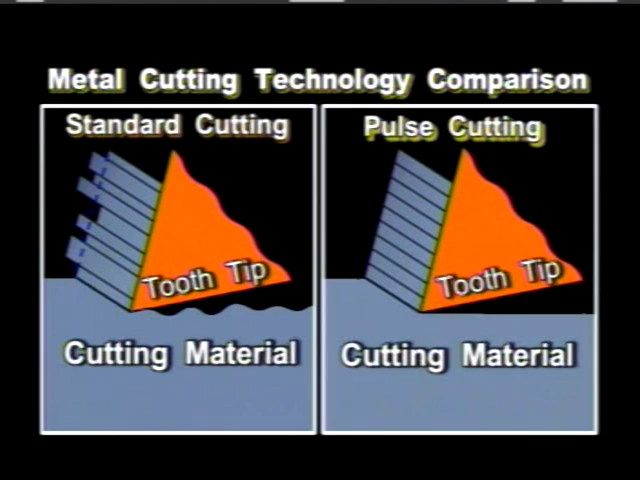 Metal Cutting Technology Comparison
Standard Cutting
Tooth Tip
Cutting Material
Pulse Cutting
Tooth Tip
Cutting Material